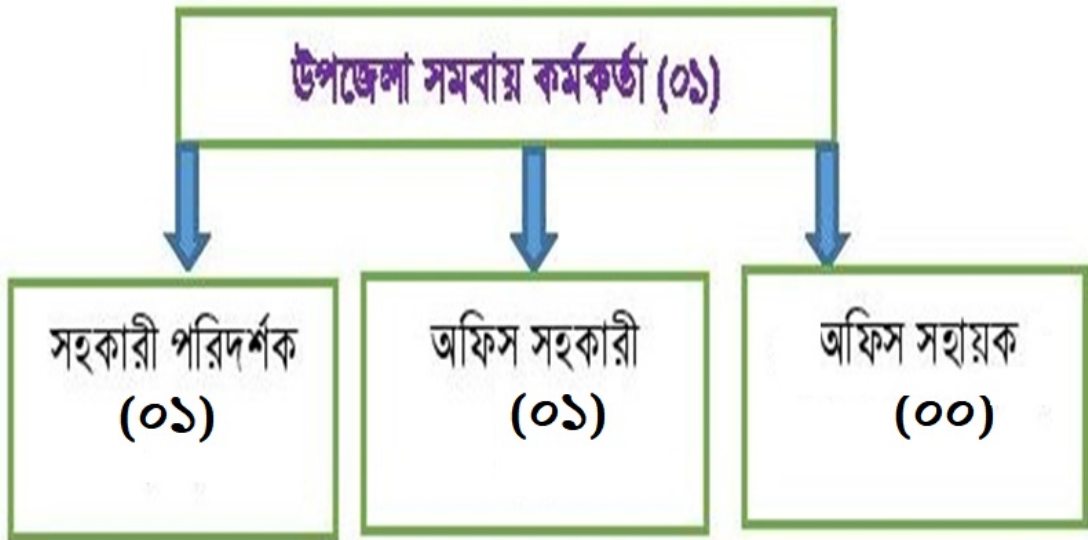 উপজেলা সমবায় কর্মকর্তা (০১)
সহকারী পরিদর্শক
(০১)
অফিস সহকারী
(০১)
অফিস সহায়ক
(০০)